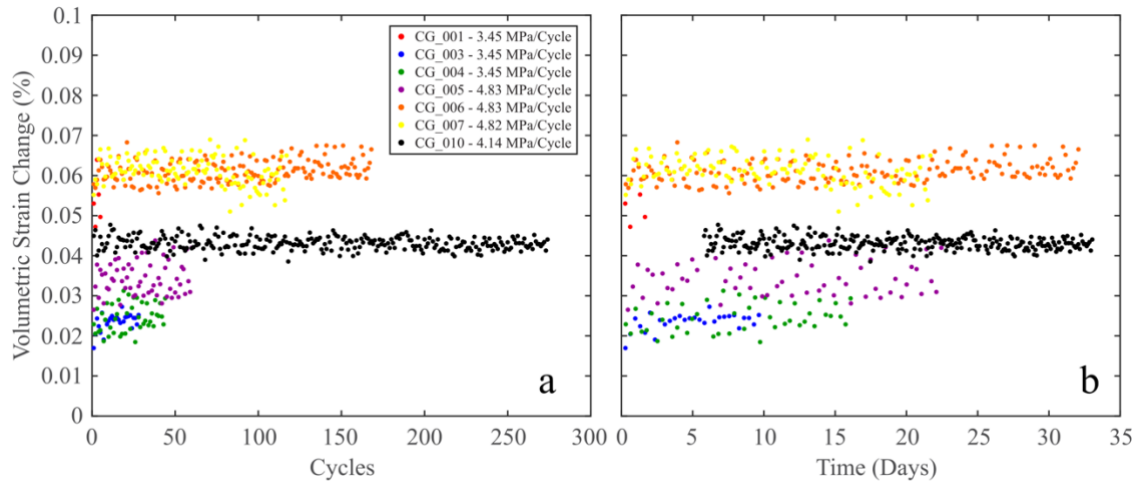 0.1
0.09
0.08
0.07
0.06
0.05
0.04
0.03
0.02
0.01
0
Volumetric Strain Change (%)
CG_001 - 3.45 MPa/Cycle
CG_003 - 3.45 MPa/Cycle
CG_004 - 3.45 MPa/Cycle
CG_005 - 4.83 MPa/Cycle
CG_006 - 4.83 MPa/Cycle
CG_007 - 4.82 MPa/Cycle
CG_010 - 4.14 MPa/Cycle
a
0 50 100 150 200 250 300
Cycles
b
0 5 10 15 20 25 30 35
Time (Days)